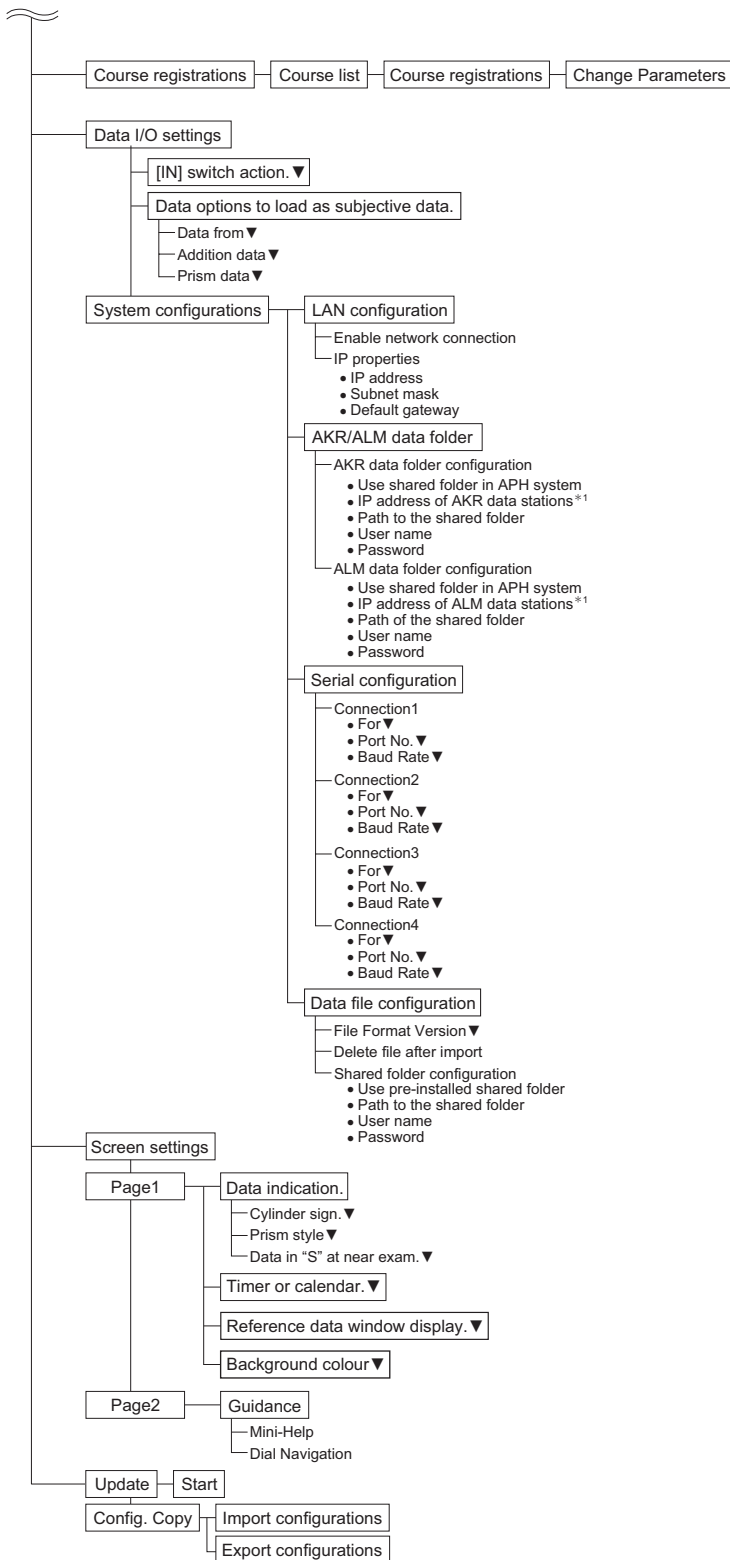 Course registrations Course list Course registrations Change Parameters
Data I/O settings
[IN] switch action.▼
Data options to load as subjective data.
Data from▼
Addition data▼
Prism data▼
System configurations LAN configuration
Enable network connection
IP properties
• IP address
• Subnet mask
• Default gateway
AKR/ALM data folder
AKR data folder configuration
• Use shared folder in APH system
• IP address of AKR data stations*1
• Path to the shared folder
• User name
• Password
ALM data folder configuration
• Use shared folder in APH system
• IP address of ALM data stations*1
• Path of the shared folder
• User name
• Password
Serial configuration
Connection1
• For▼
• Port No.▼
• Baud Rate▼
Connection2
• For▼
• Port No.▼
• Baud Rate▼
Connection3
• For▼
• Port No.▼
• Baud Rate▼
Connection4
• For▼
• Port No.▼
• Baud Rate▼
Data file configuration
File Format Version▼
Delete file after import
Shared folder configuration
• Use pre-installed shared folder
• Path to the shared folder
• User name
• Password
Screen settings
Page1 Data indication.
Cylinder sign.▼
Prism style▼
Data in “S” at near exam.▼
Timer or calendar.▼
Reference data window display.▼
Background colour▼
Page2 Guidance
Mini-Help
Dial Navigation
Update Start
Config. Copy Import configurations
Export configurations